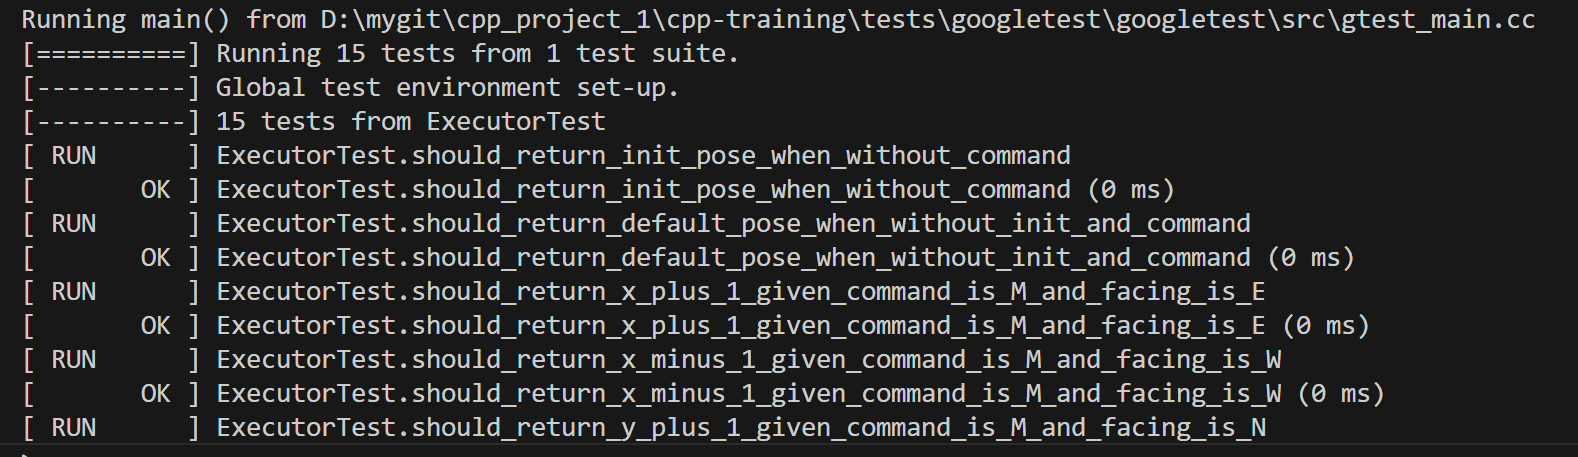 Running main() from D:\mygit\cpp_project_1\cpp-training\tests\googletest\googletest\src\gtest_main.cc
[==========] Running 15 tests from 1 test suite.
[----------] Global test environment set-up.
[----------] 15 tests from ExecutorTest
[ RUN      ] ExecutorTest.should_return_init_pose_when_without_command
[       OK ] ExecutorTest.should_return_init_pose_when_without_command (0 ms)
[ RUN      ] ExecutorTest.should_return_default_pose_when_without_init_and_command
[       OK ] ExecutorTest.should_return_default_pose_when_without_init_and_command (0 ms)
[ RUN      ] ExecutorTest.should_return_x_plus_1_given_command_is_M_and_facing_is_E
[       OK ] ExecutorTest.should_return_x_plus_1_given_command_is_M_and_facing_is_E (0 ms)
[ RUN      ] ExecutorTest.should_return_x_minus_1_given_command_is_M_and_facing_is_W
[       OK ] ExecutorTest.should_return_x_minus_1_given_command_is_M_and_facing_is_W (0 ms)
[ RUN      ] ExecutorTest.should_return_y_plus_1_given_command_is_M_and_facing_is_N